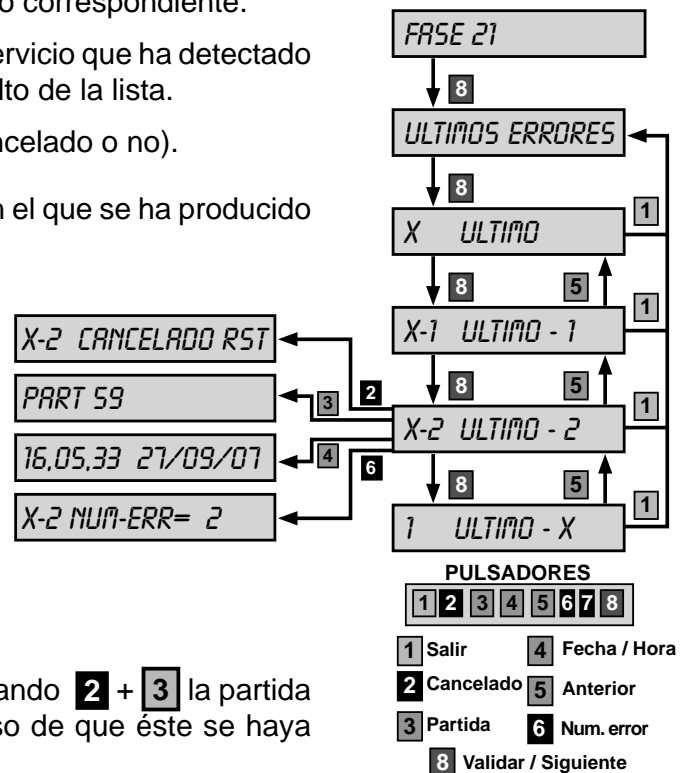 o correspondiente.
ervicio que ha detectado
lto de la lista.
ncelado o no).
n el que se ha producido
FASE 21
8
ULTIMOS ERRORES
8
1
X ULTIMO
8
5
1
X-1 ULTIMO - 1
X-2 CANCELADO RST
8
5
1
PART 59
3
2
X-2 ULTIMO - 2
16,05,33 27/09/07
4
6
8
5
1
X-2 NUM-ERR= 2
1 ULTIMO - X
PULSADORES
1 2 3 4 5 6 7 8
1 Salir
4 Fecha / Hora
2 Cancelado
5 Anterior
3 Partida
6 Num. error
8 Validar / Siguiente
ando 2 + 3 la partida
so de que éste se haya